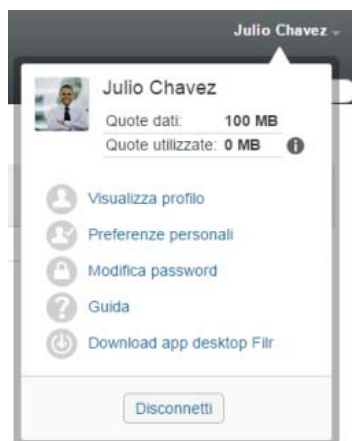 Julio Chavez
Julio Chavez
Quote dati: 100 MB
Quote utilizzate: 0 MB
Visualizza profilo
Preferenze personali
Modifica password
Guida
Download app desktop Filr
Disconnetti